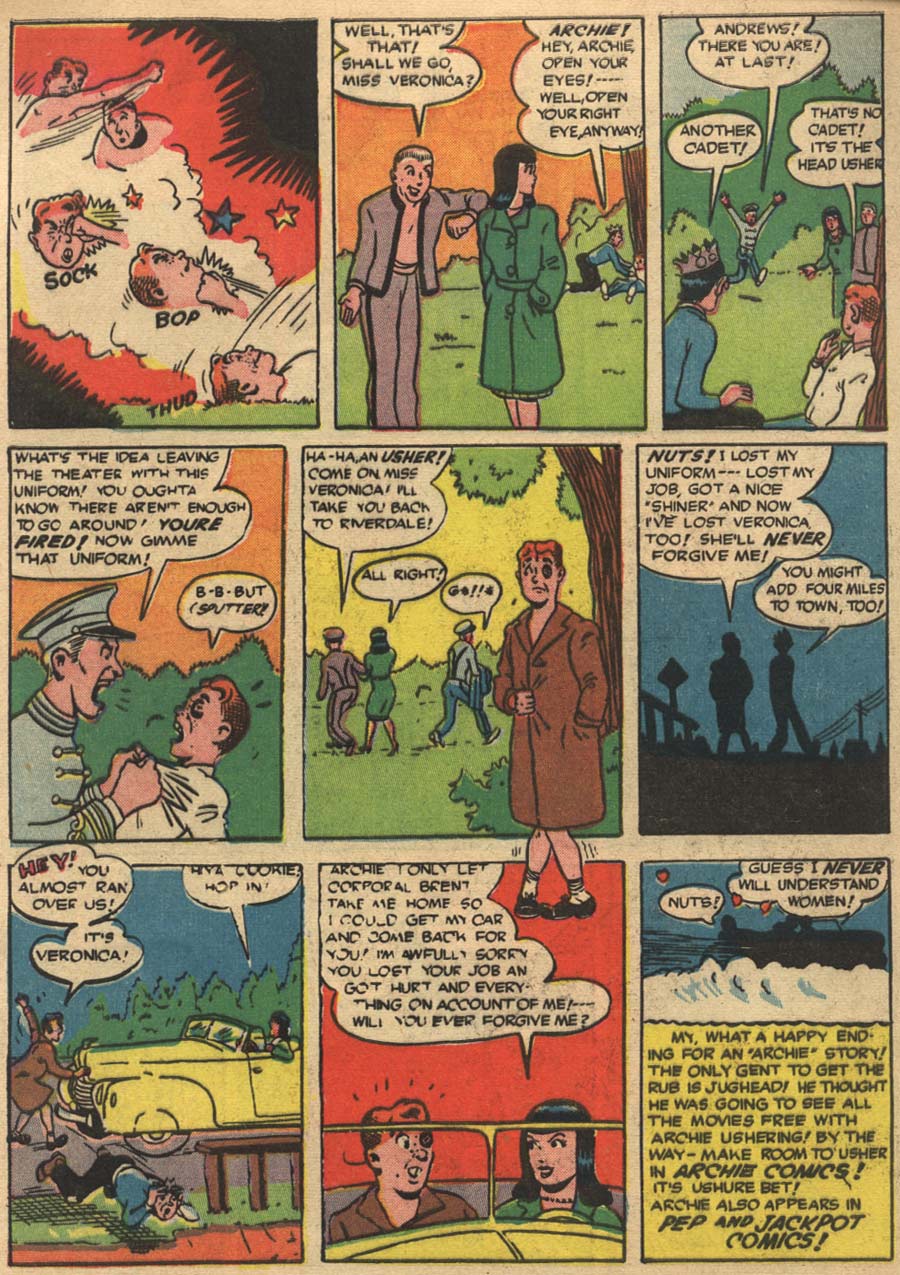 SOCK
BOP
THUD
WELL, THAT'S
THAT!
SHALL WE GO,
MISS VERONICA?
ARCHIE!
HEY, ARCHIE,
OPEN YOUR
EYES! ----
WELL, OPEN
YOUR RIGHT
EYE, ANYWAY!
ANDREWS!
THERE YOU ARE!
AT LAST!
ANOTHER
CADET!
THAT'S NO
CADET!
IT'S THE
HEAD USHER
WHAT'S THE IDEA LEAVING
THE THEATER WITH THIS
UNIFORM! YOU OUGHTA
KNOW THERE AREN'T ENOUGH
TO GO AROUND! YOURE
FIRED! NOW GIMME
THAT UNIFORM!
B-B-BUT
(SPUTTER)!
HA-HA, AN USHER!
COME ON, MISS
VERONICA! I'LL
TAKE YOU BACK
TO RIVERDALE!
ALL RIGHT!
G*!!*
NUTS! I LOST MY
UNIFORM --- LOST MY
JOB, GOT A NICE
"SHINER" AND NOW
I'VE LOST VERONICA,
TOO! SHE'LL NEVER
FORGIVE ME!
YOU MIGHT
ADD FOUR MILES
TO TOWN, TOO!
HEY! YOU
ALMOST RAN
OVER US!
IT'S
VERONICA!
HIYA COOKIE!
HOP IN!
ARCHIE I ONLY LET
CORPORAL BRENT
TAKE ME HOME SO
I COULD GET MY CAR
AND COME BACK FOR
YOU! I'M AWFULLY SORRY
YOU LOST YOUR JOB AN
GOT HURT AND EVERY-
THING ON ACCOUNT OF ME! ---
WILL YOU EVER FORGIVE ME?
NUTS!
GUESS I NEVER
WILL UNDERSTAND
WOMEN!
MY, WHAT A HAPPY END-
ING FOR AN "ARCHIE" STORY!
THE ONLY GENT TO GET THE
RUB IS JUGHEAD! HE THOUGHT
HE WAS GOING TO SEE ALL
THE MOVIES FREE WITH
ARCHIE USHERING! BY THE
WAY - MAKE ROOM TO USHER
IN ARCHIE COMICS!
IT'S USHURE BET!
ARCHIE ALSO APPEARS IN
PEP AND JACKPOT
COMICS!